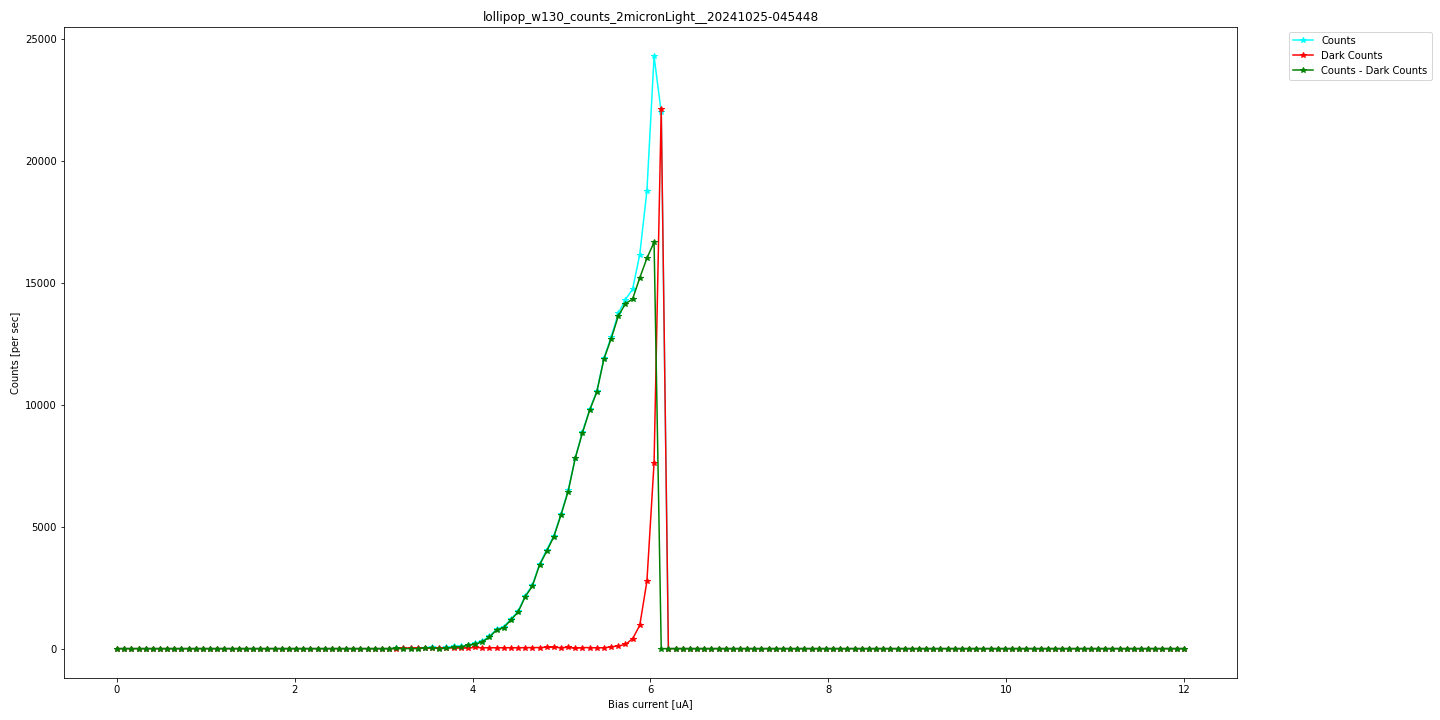 lollipop_w130_counts_2micronLight__20241025-045448
Counts
Dark Counts
Counts - Dark Counts
25000
20000
15000
10000
5000
0
Counts [per sec]
0 2 4 6 8 10 12
Bias current [uA]